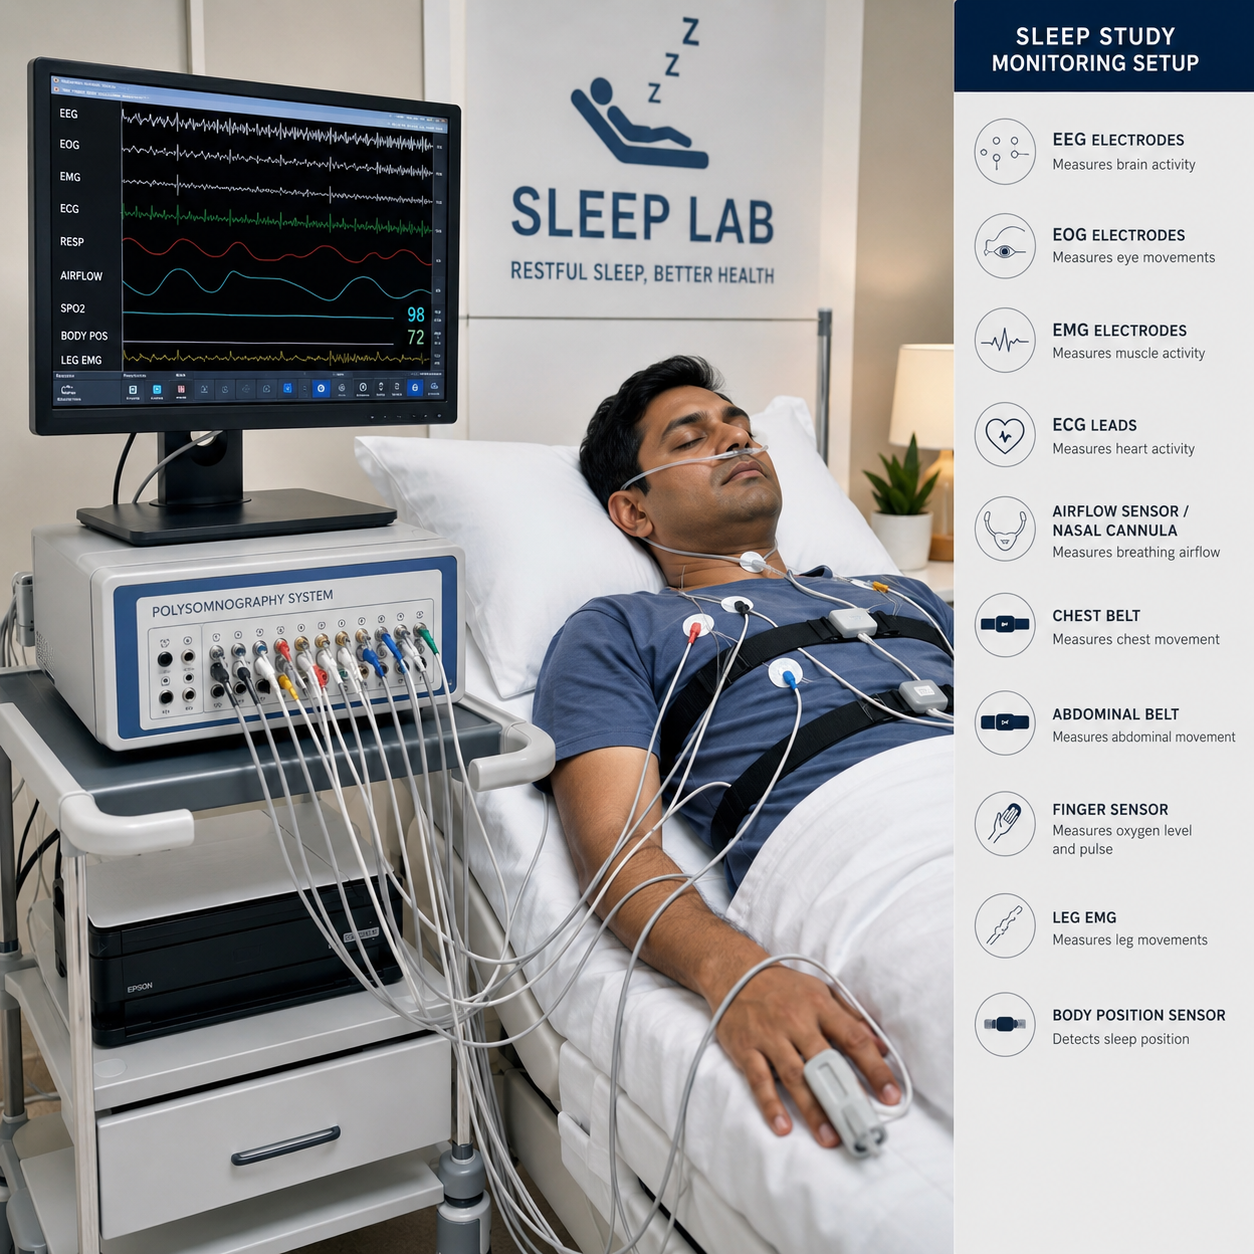 EEG
EOG
EMG
ECG
RESP
AIRFLOW
SPO2
98
BODY POS
72
LEG EMG
Z
Z
Z
SLEEP LAB
RESTFUL SLEEP, BETTER HEALTH
POLYSOMNOGRAPHY SYSTEM
EPSON
SLEEP STUDY
MONITORING SETUP
EEG ELECTRODES
Measures brain activity
EOG ELECTRODES
Measures eye movements
EMG ELECTRODES
Measures muscle activity
ECG LEADS
Measures heart activity
AIRFLOW SENSOR /
NASAL CANNULA
Measures breathing airflow
CHEST BELT
Measures chest movement
ABDOMINAL BELT
Measures abdominal movement
FINGER SENSOR
Measures oxygen level
and pulse
LEG EMG
Measures leg movements
BODY POSITION SENSOR
Detects sleep position